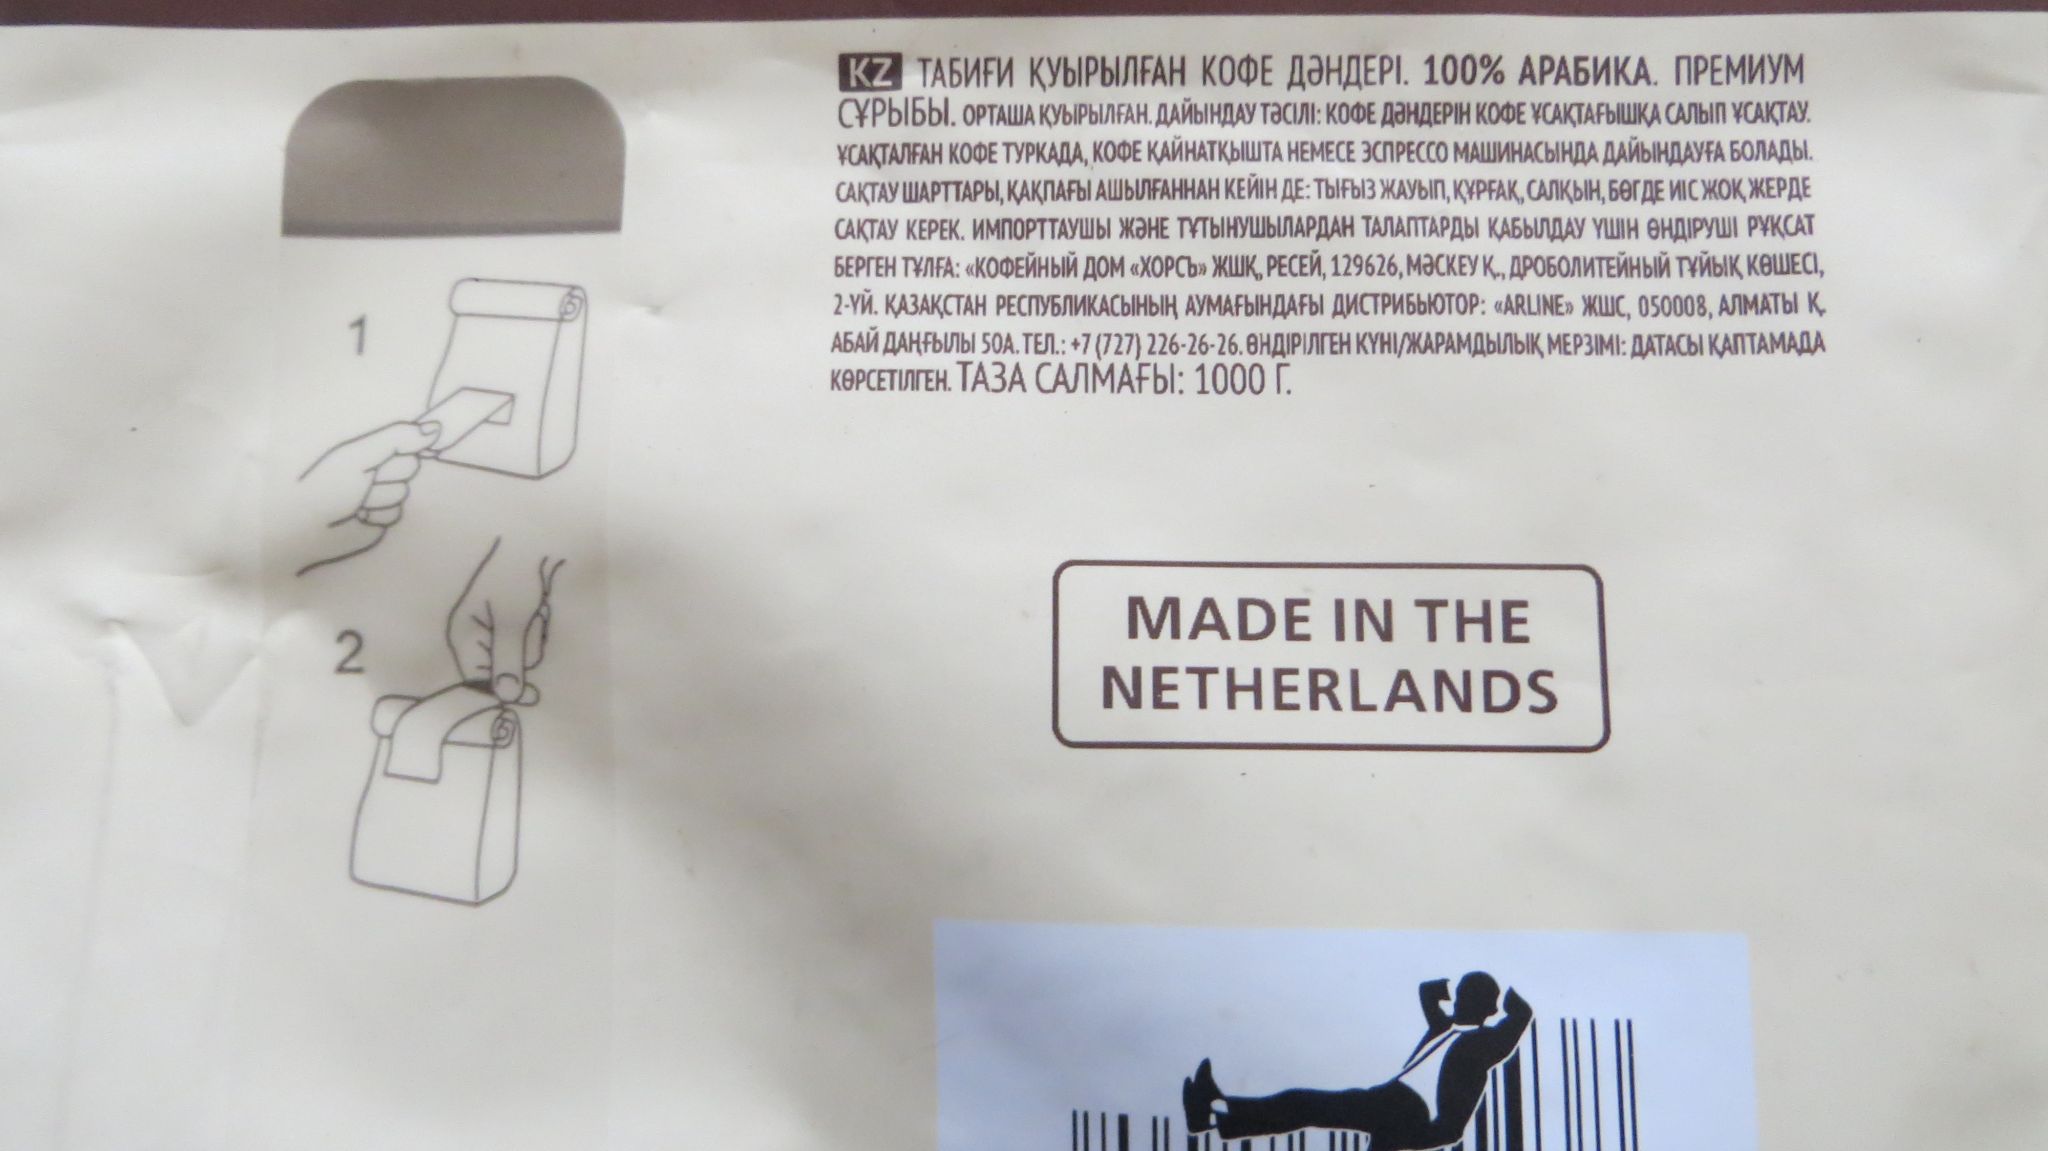 KZ ТАБИҒИ ҚУЫРЫЛҒАН КОФЕ ДӘНДЕРІ. 100% АРАБИКА. ПРЕМИУМ
СҰРЫБЫ. ОРТАША ҚУЫРЫЛҒАН. ДАЙЫНДАУ ТӘСІЛІ: КОФЕ ДӘНДЕРІН КОФЕ ҰСАҚТАҒЫШҚА САЛЫП ҰСАҚТАУ.
ҰСАҚТАЛҒАН КОФЕ ТУРКАДА, КОФЕ ҚАЙНАТҚЫШТА НЕМЕСЕ ЭСПРЕССО МАШИНАСЫНДА ДАЙЫНДАУҒА БОЛАДЫ.
САҚТАУ ШАРТТАРЫ, ҚАҚПАҒЫ АШЫЛҒАННАН КЕЙІН ДЕ: ТЫҒЫЗ ЖАУЫП, ҚҰРҒАҚ, САЛҚЫН, БӨГДЕ ИІС ЖОҚ ЖЕРДЕ
САҚТАУ КЕРЕК. ИМПОРТТАУШЫ ЖӘНЕ ТҰТЫНУШЫЛАРДАН ТАЛАПТАРДЫ ҚАБЫЛДАУ ҮШІН ӨНДІРУШІ РҰҚСАТ
БЕРГЕН ТҰЛҒА: «КОФЕЙНЫЙ ДОМ «ХОРСЪ» ЖШҚ, РЕСЕЙ, 129626, МӘСКЕУ Қ., ДРОБОЛИТЕЙНЫЙ ТҰЙЫҚ КӨШЕСІ,
2-ҮЙ. ҚАЗАҚСТАН РЕСПУБЛИКАСЫНЫҢ АУМАҒЫНДАҒЫ ДИСТРИБЬЮТОР: «ARLINE» ЖШС, 050008, АЛМАТЫ Қ.
АБАЙ ДАҢҒЫЛЫ 50А. ТЕЛ.: +7 (727) 226-26-26. ӨНДІРІЛГЕН КҮНІ/ЖАРАМДЫЛЫҚ МЕРЗІМІ: ДАТАСЫ ҚАПТАМАДА
КӨРСЕТІЛГЕН. ТАЗА САЛМАҒЫ: 1000 Г.
1
2
MADE IN THE
NETHERLANDS